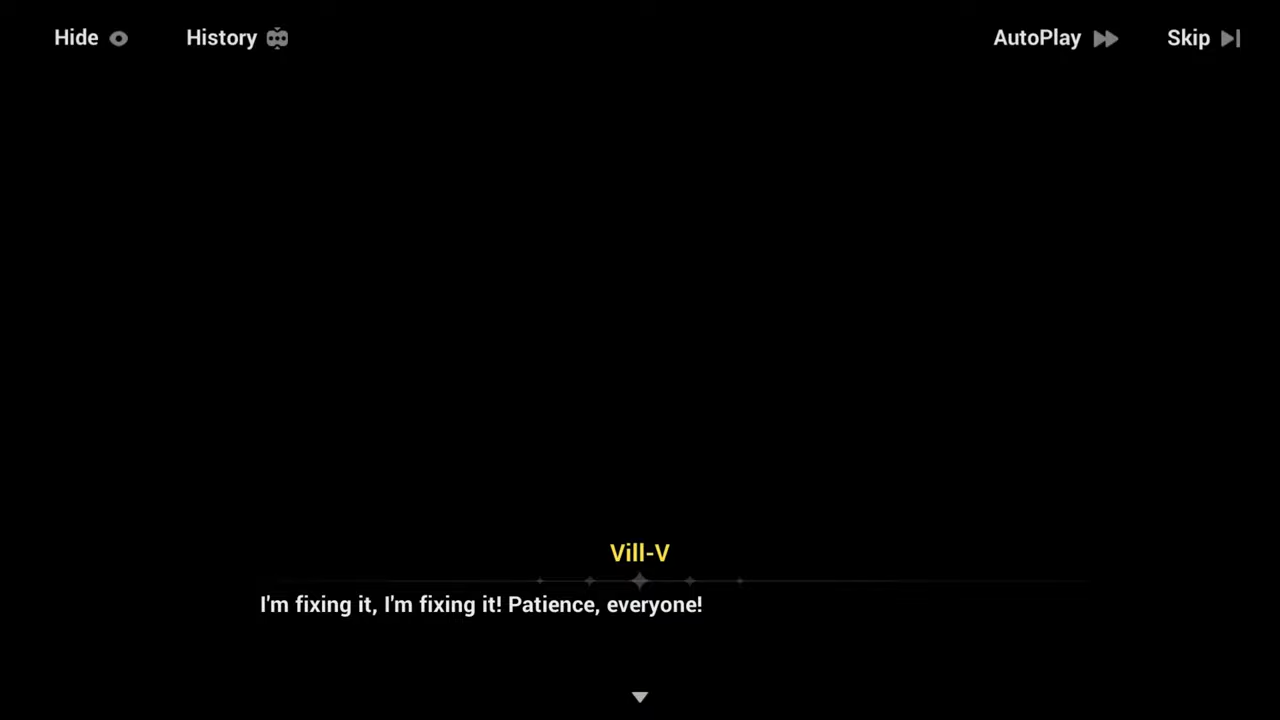 Hide
History
AutoPlay
Skip
Vill-V
I'm fixing it, I'm fixing it! Patience, everyone!